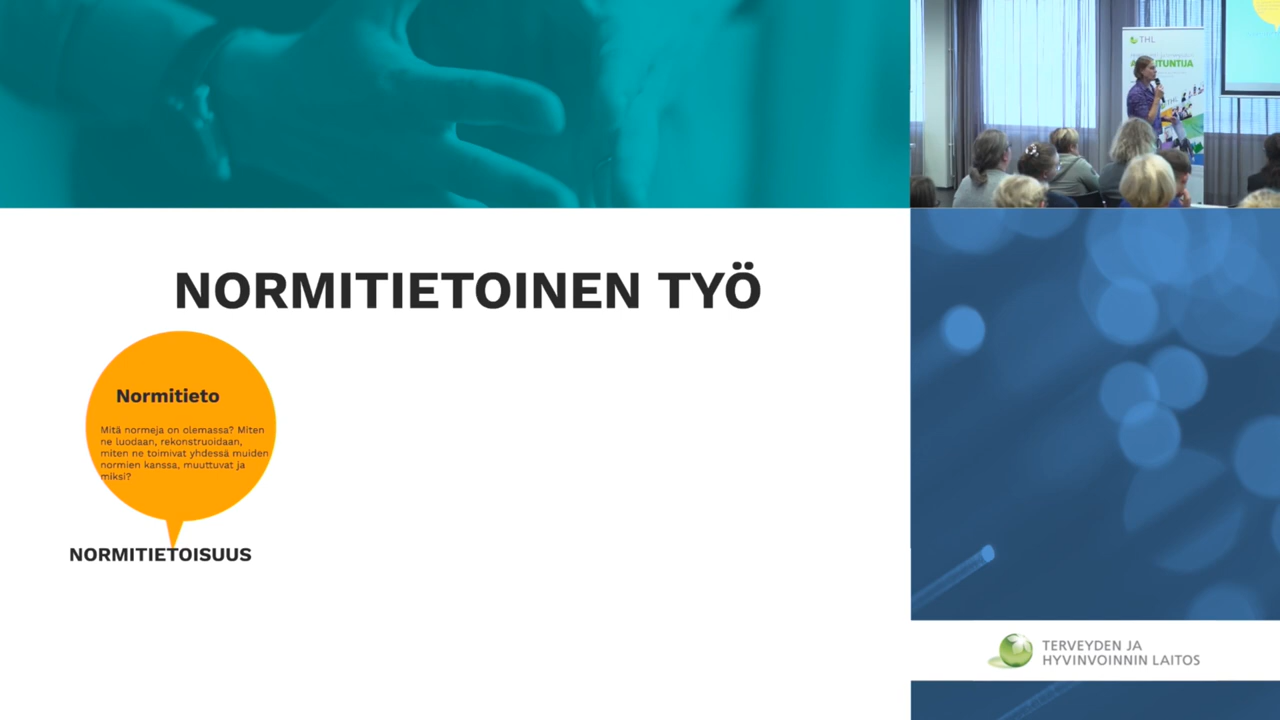 THL
NORMITIETOINEN TYÖ
Normitieto
Mitä normeja on olemassa? Miten
ne luodaan, rekonstruoidaan,
miten ne toimivat yhdessä muiden
normien kanssa, muuttuvat ja
miksi?
NORMITIETOISUUS
TERVEYDEN JA
HYVINVOINNIN LAITOS